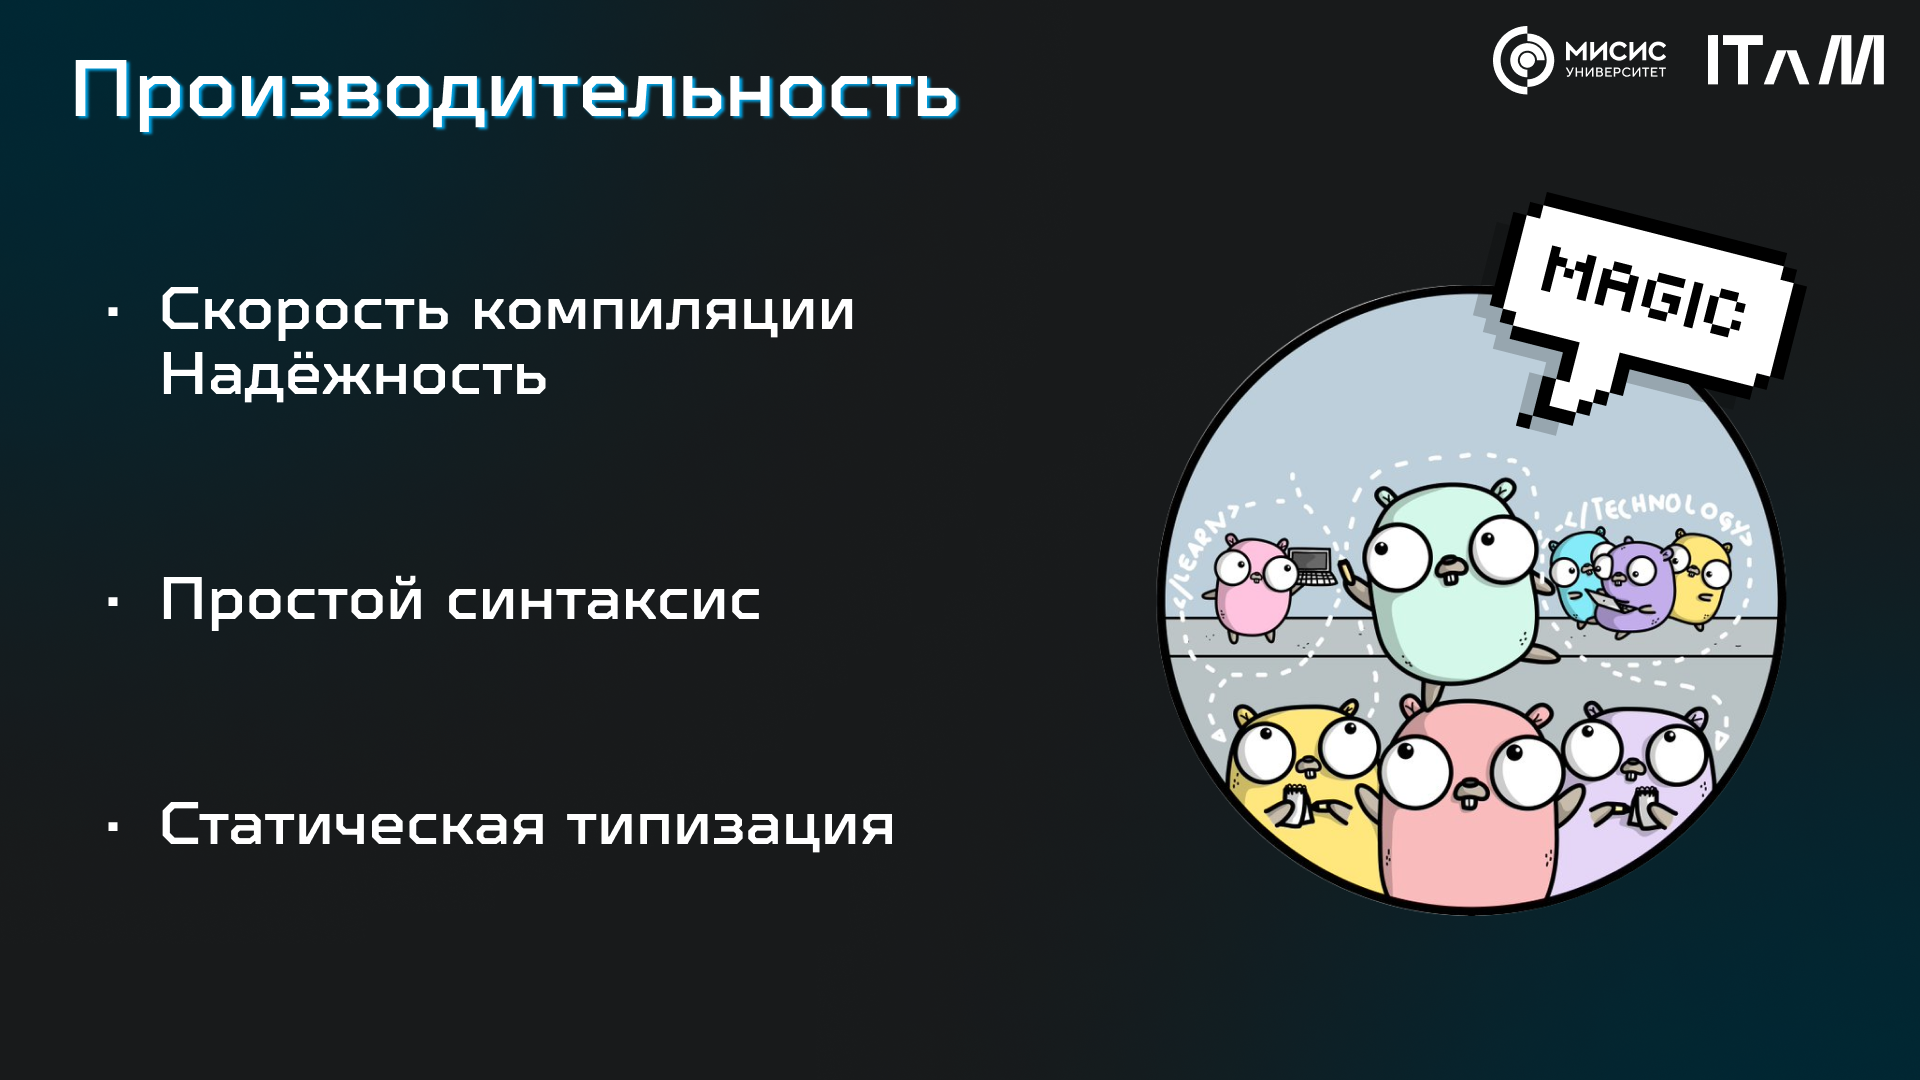 Производительность
МИСИС
УНИВЕРСИТЕТ
ITAM
MAGIC
· Скорость компиляции
Надёжность
· Простой синтаксис
· Статическая типизация
</LEARN>
</TECHNOLOGY>